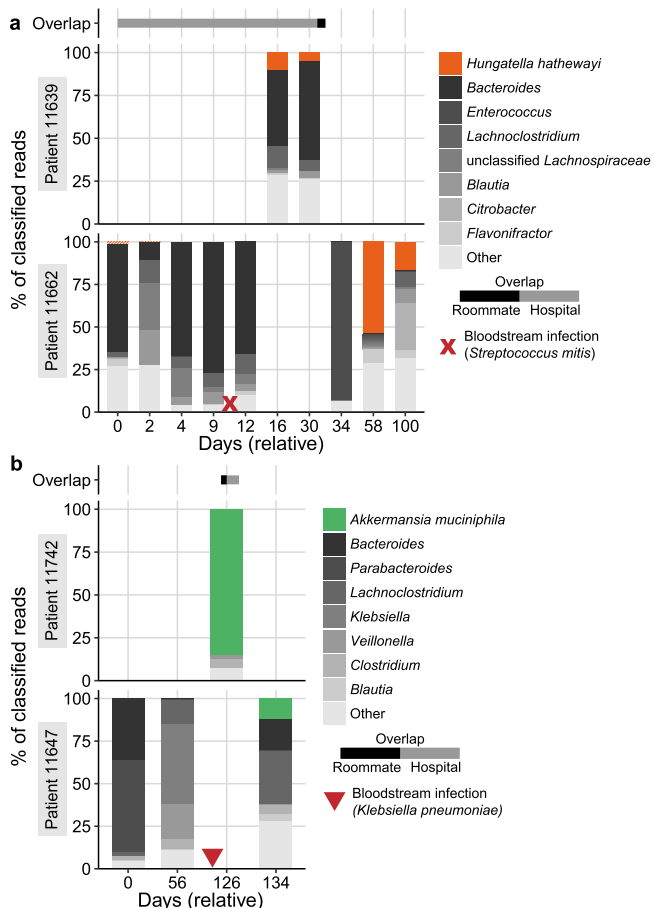 a
Overlap
100
75
50
25
0
Patient 11639
% of classified reads
100
75
50
25
0
Patient 11662
0 2 4 9 12 16 30 34 58 100
Days (relative)
X
Hungatella hathewayi
Bacteroides
Enterococcus
Lachnoclostridium
unclassified Lachnospiraceae
Blautia
Citrobacter
Flavonifractor
Other
Overlap
Roommate Hospital
X Bloodstream infection
(Streptococcus mitis)
b
Overlap
100
75
50
25
0
Patient 11742
% of classified reads
100
75
50
25
0
Patient 11647
0 56 126 134
Days (relative)
Akkermansia muciniphila
Bacteroides
Parabacteroides
Lachnoclostridium
Klebsiella
Veillonella
Clostridium
Blautia
Other
Overlap
Roommate Hospital
Bloodstream infection
(Klebsiella pneumoniae)